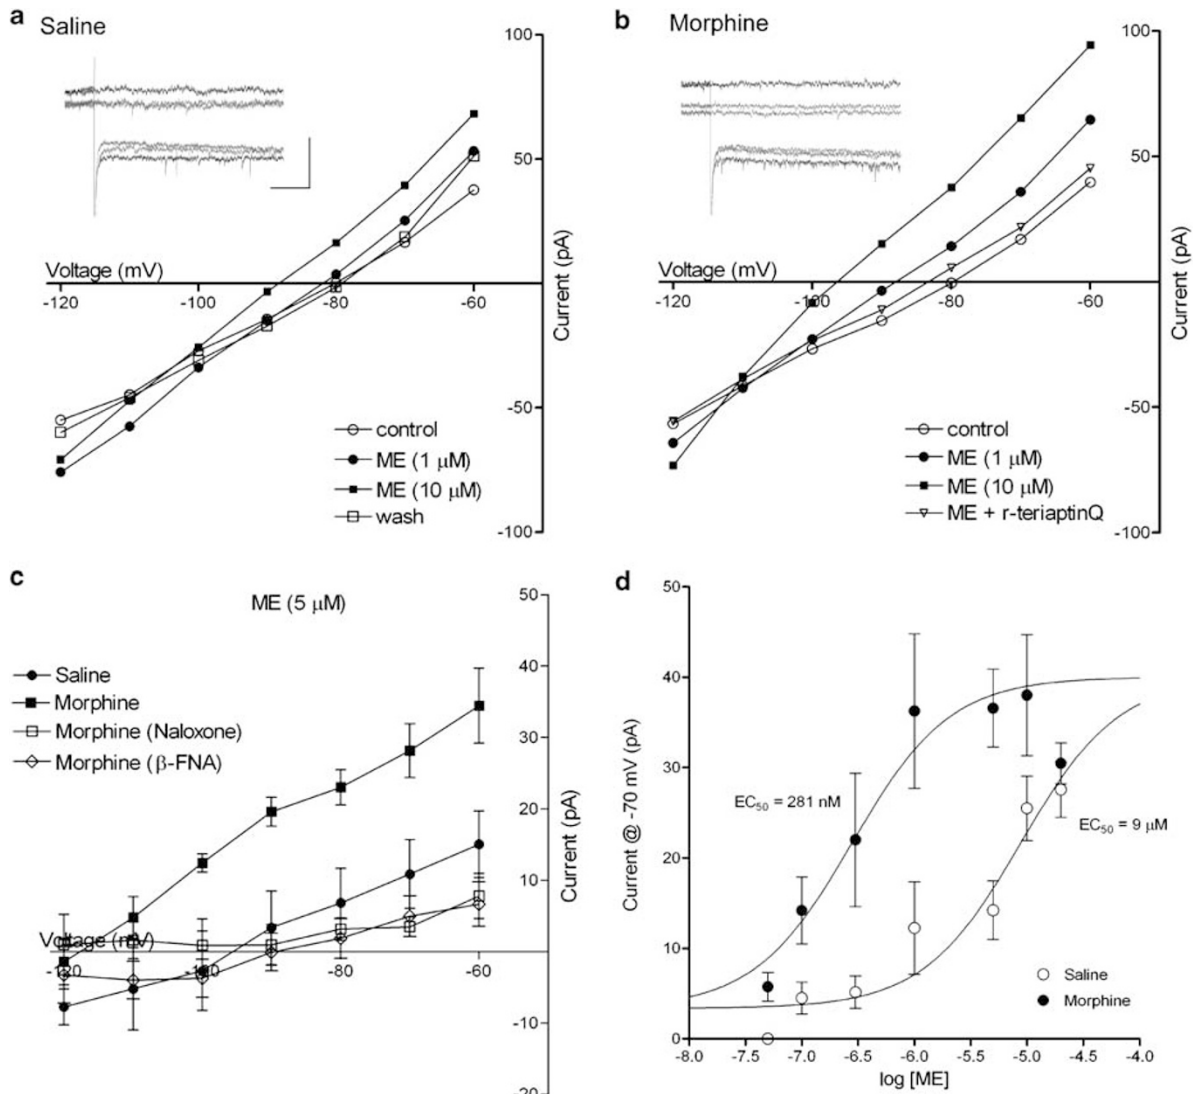 a
Saline
100
50
Voltage (mV)
-120
-100
-80
-60
Current (pA)
-50
control
ME (1 μM)
ME (10 μM)
wash
-100
b
Morphine
100
50
Voltage (mV)
-120
-100
-80
-60
Current (pA)
-50
control
ME (1 μM)
ME (10 μM)
ME + r-teriaptinQ
-100
c
ME (5 μM)
50
40
30
20
10
-10
-20
Saline
Morphine
Morphine (Naloxone)
Morphine (β-FNA)
Current (pA)
Voltage (mV)
-120
-100
-80
-60
d
50
40
30
20
10
0
Current @ -70 mV (pA)
EC50 = 281 nM
EC50 = 9 μM
Saline
Morphine
-8.0 -7.5 -7.0 -6.5 -6.0 -5.5 -5.0 -4.5 -4.0
log [ME]